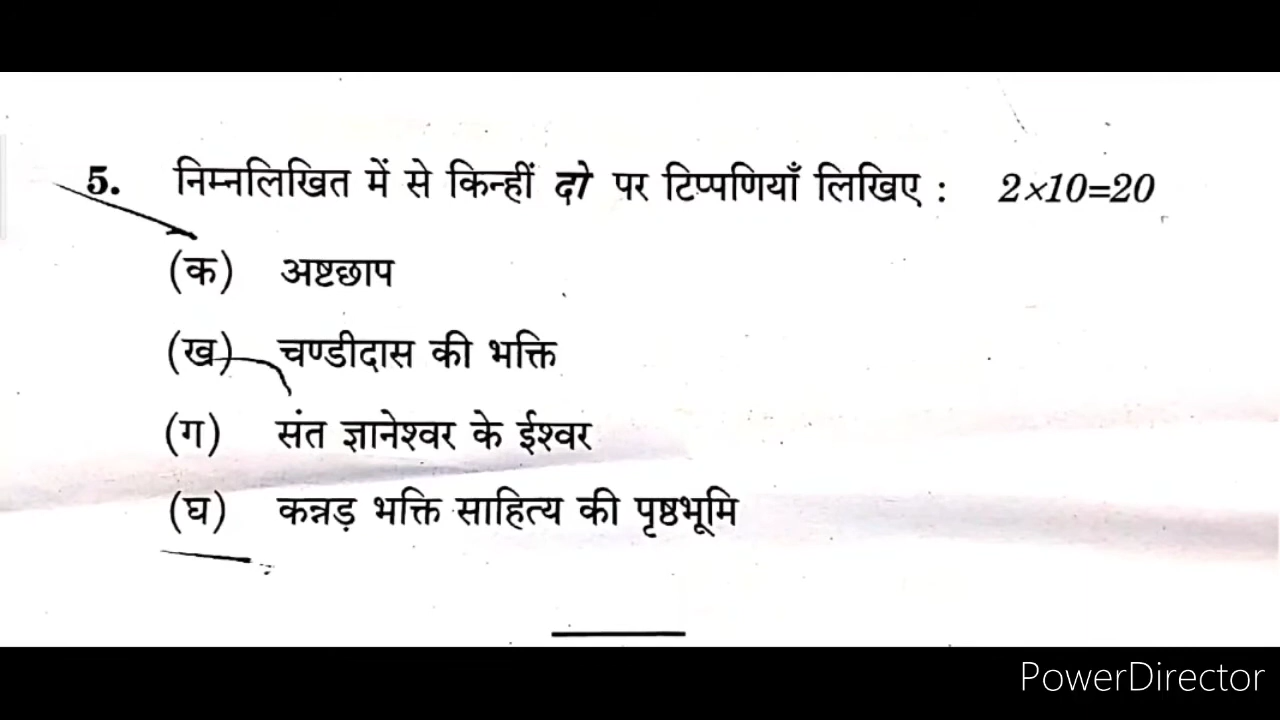 5. निम्नलिखित में से किन्हीं दो पर टिप्पणियाँ लिखिए : 2×10=20
(क) अष्टछाप
(ख) चण्डीदास की भक्ति
(ग) संत ज्ञानेश्वर के ईश्वर
(घ) कन्नड़ भक्ति साहित्य की पृष्ठभूमि
PowerDirector